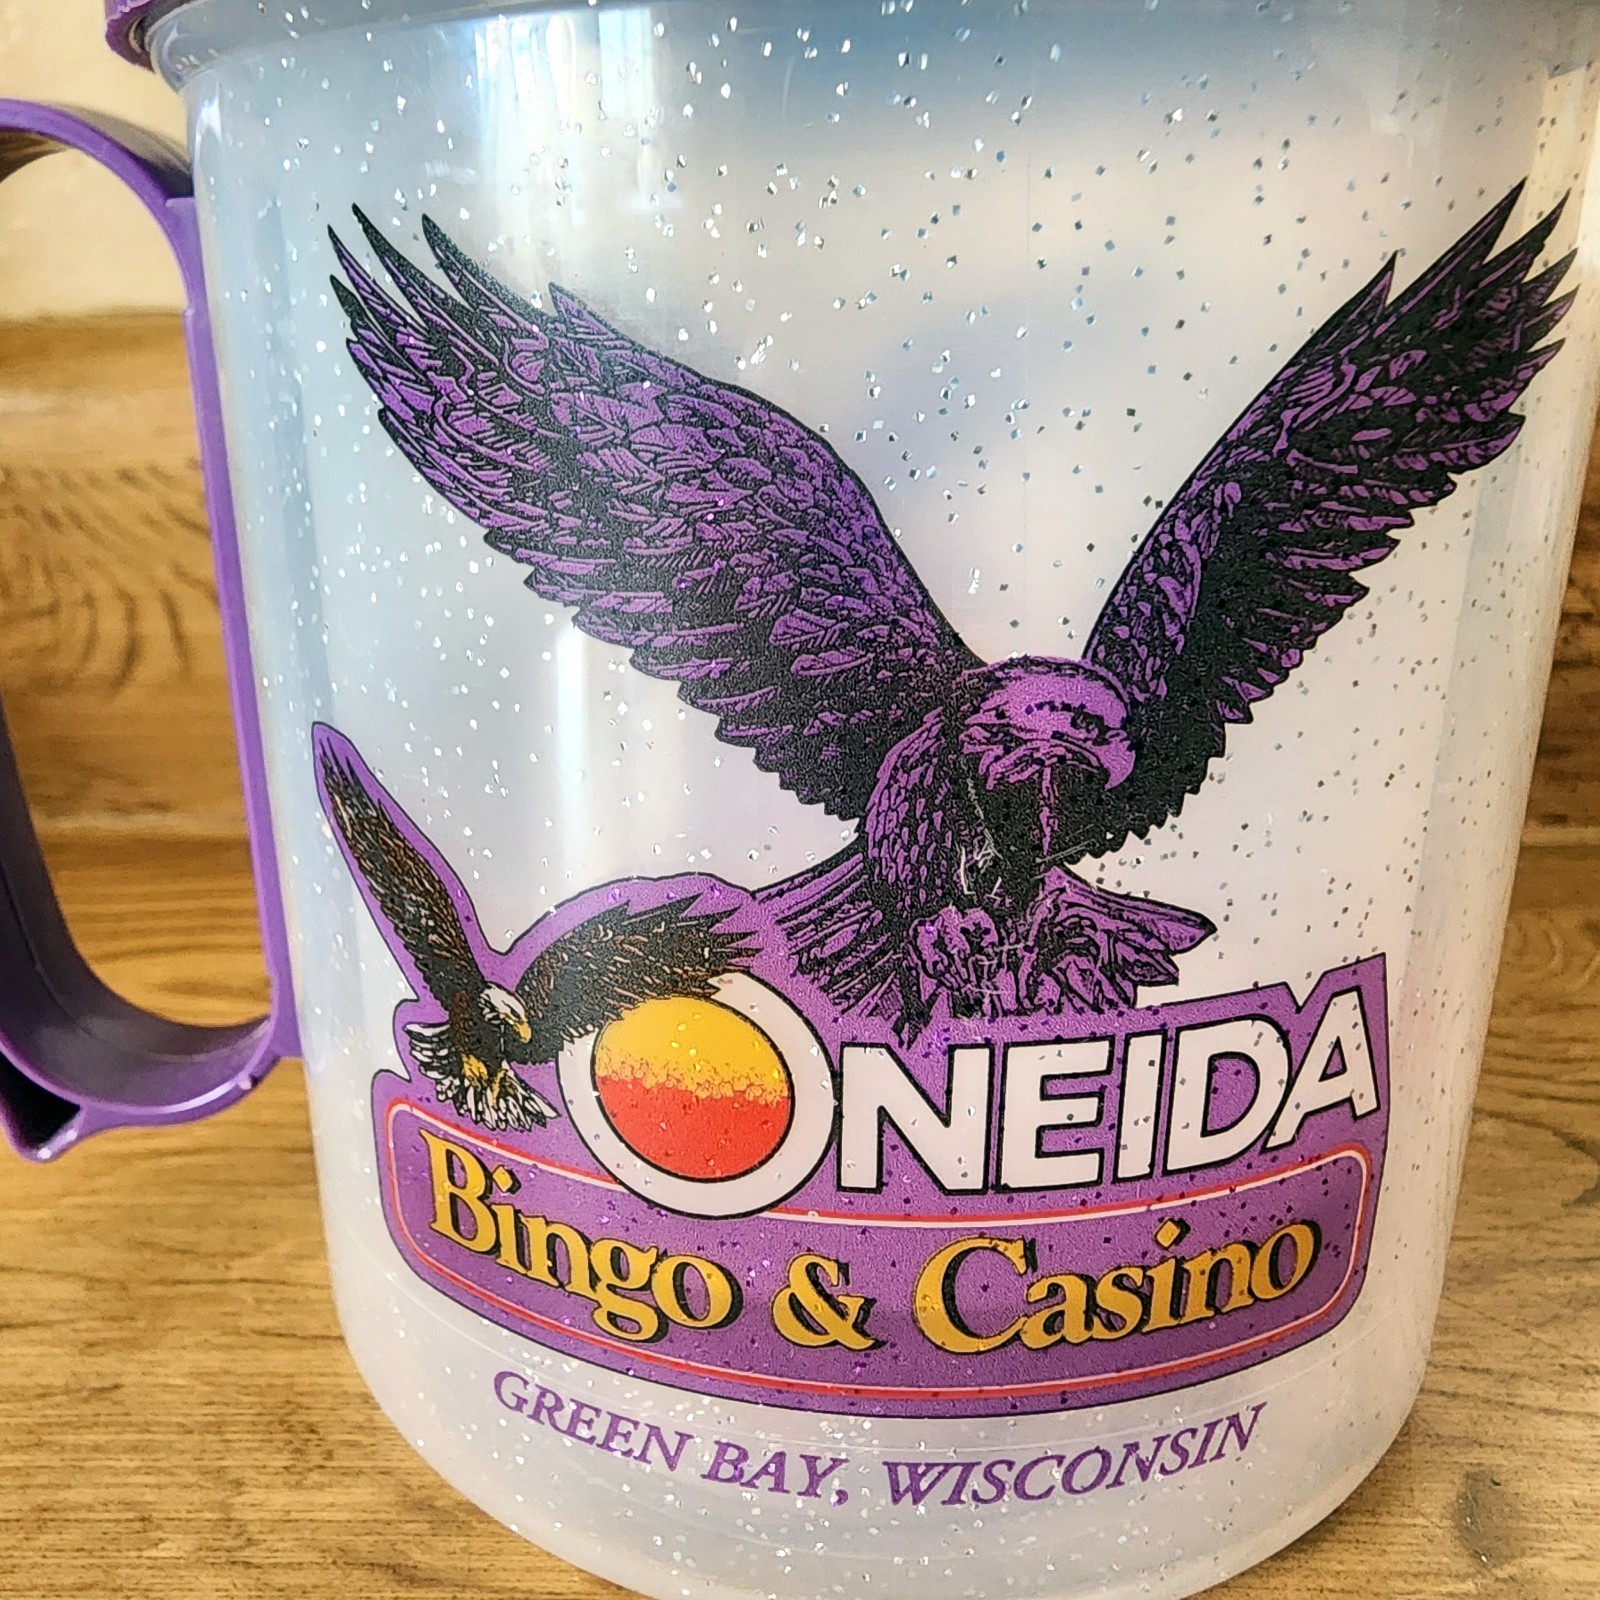 ONEIDA
Bingo & Casino
GREEN BAY, WISCONSIN